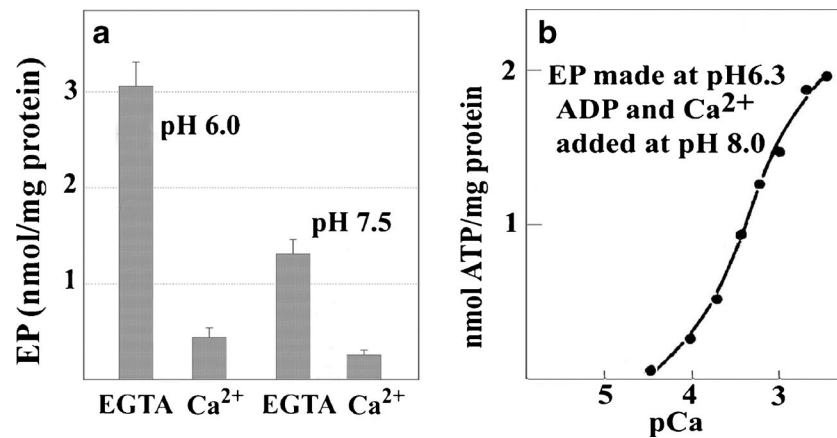 a
EP (nmol/mg protein)
3
2
1
pH 6.0
pH 7.5
EGTA Ca²⁺ EGTA Ca²⁺
b
nmol ATP/mg protein
2
1
EP made at pH6.3
ADP and Ca²⁺
added at pH 8.0
5 4 3
pCa